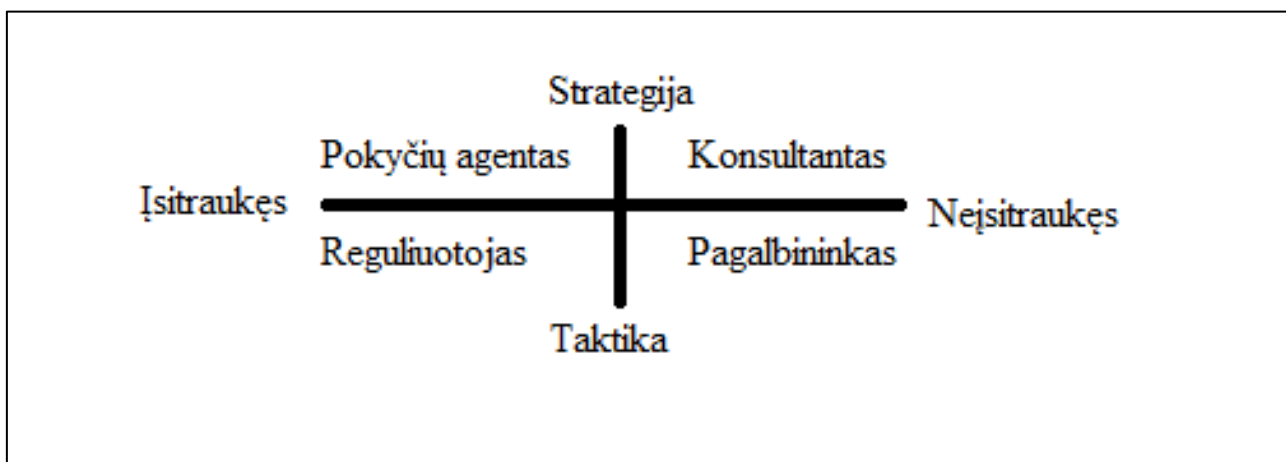 Strategija
Pokyčių agentas
Konsultantas
Įsitraukęs
Neįsitraukęs
Reguliuotojas
Pagalbininkas
Taktika